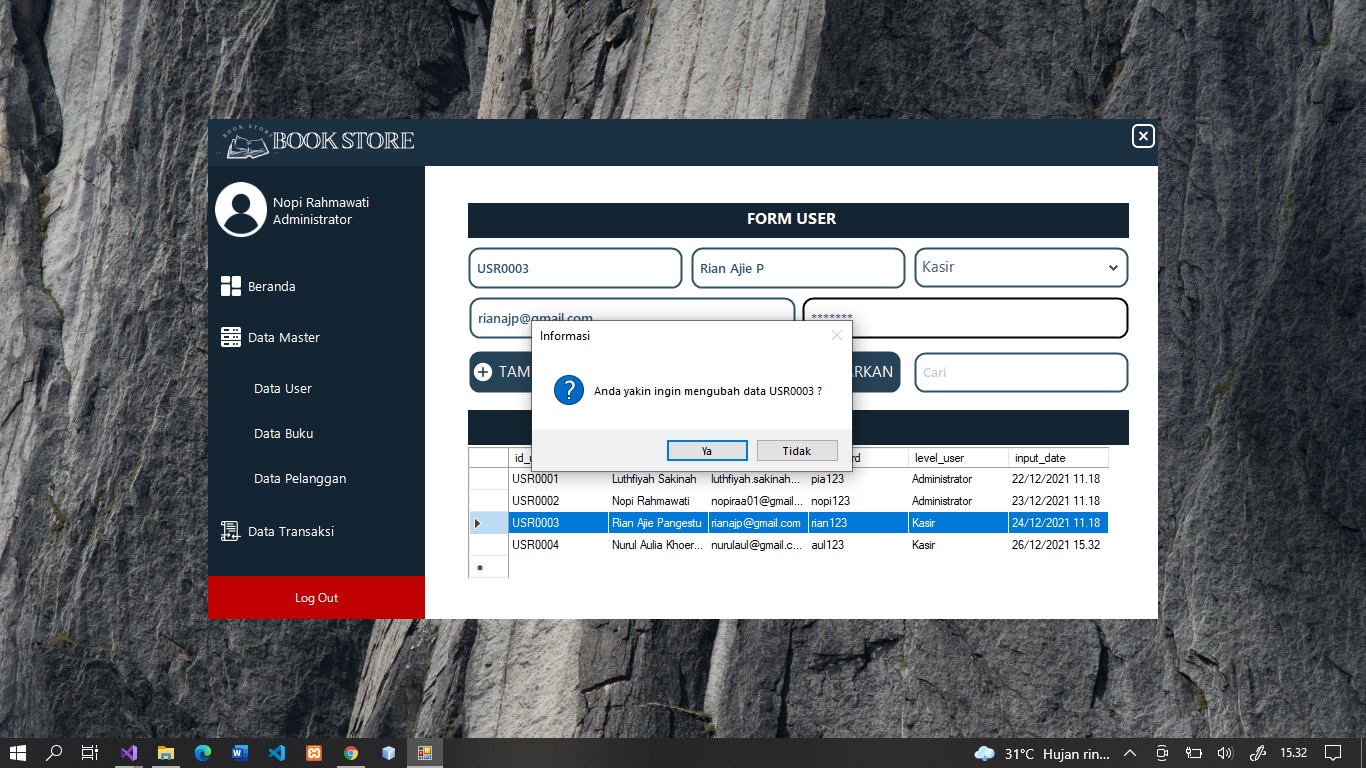 BOOK STORE
BOOK STORE
Nopi Rahmawati
Administrator
Beranda
Data Master
Data User
Data Buku
Data Pelanggan
Data Transaksi
Log Out
FORM USER
USR0003 Rian Ajie P Kasir
rianajp@gmail.com *******
Informasi
Anda yakin ingin mengubah data USR0003 ?
Ya Tidak
TAM ARKAN Cari
id_u rd level_user input_date
USR0001 Luthfiyah Sakinah luthfiyah.sakinah... pia123 Administrator 22/12/2021 11.18
USR0002 Nopi Rahmawati nopiraa01@gmail... nopi123 Administrator 23/12/2021 11.18
USR0003 Rian Ajie Pangestu rianajp@gmail.com rian123 Kasir 24/12/2021 11.18
USR0004 Nurul Aulia Khoer... nurulaul@gmail.c... aul123 Kasir 26/12/2021 15.32
31°C Hujan rin... 15.32